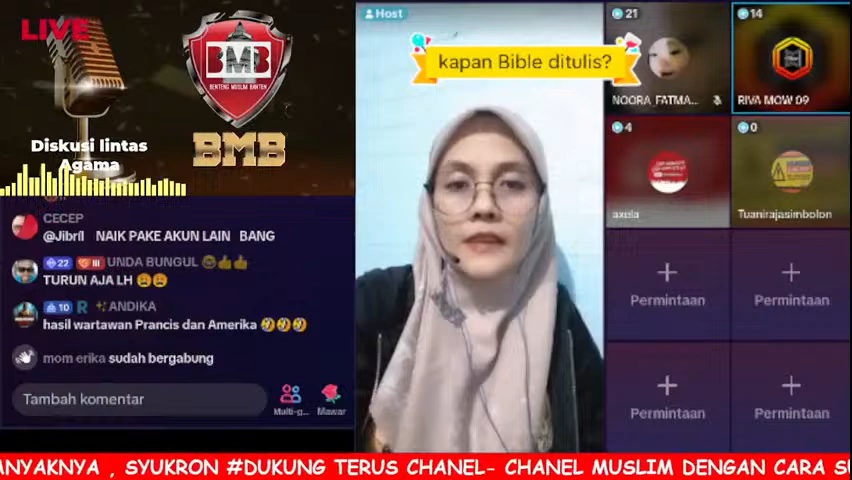 LIVE
BMB
BENTENG MUSLIM BANTEN
BMB
Diskusi lintas
Agama
CECEP
@Jibril NAIK PAKE AKUN LAIN BANG
22 III UNDA BUNGUL 🤓👍👍
TURUN AJA LH 😩😩
10 R ✨ANDIKA
hasil wartawan Prancis dan Amerika 🤣🤣🤣
mom erika sudah bergabung
Tambah komentar
Multi-g...
Mawar
Host
kapan Bible ditulis?
21
NOORA FATMA...
14
RIVA MOW 09
4
axela
0
Tuanirajasimbolon
+
Permintaan
+
Permintaan
+
Permintaan
+
Permintaan
ANYAKNYA , SYUKRON #DUKUNG TERUS CHANEL- CHANEL MUSLIM DENGAN CARA